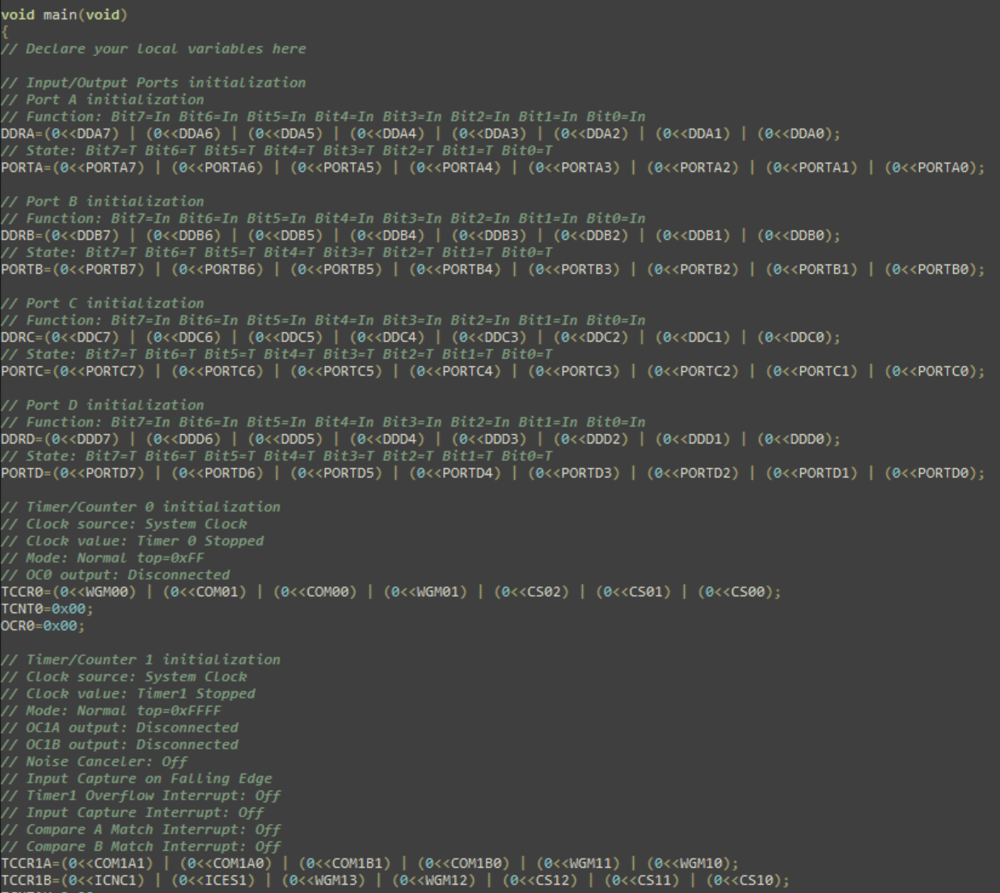 void main(void)
{
// Declare your local variables here
// Input/Output Ports initialization
// Port A initialization
// Function: Bit7=In Bit6=In Bit5=In Bit4=In Bit3=In Bit2=In Bit1=In Bit0=In
DDRA=(0<<DDA7) | (0<<DDA6) | (0<<DDA5) | (0<<DDA4) | (0<<DDA3) | (0<<DDA2) | (0<<DDA1) | (0<<DDA0);
// State: Bit7=T Bit6=T Bit5=T Bit4=T Bit3=T Bit2=T Bit1=T Bit0=T
PORTA=(0<<PORTA7) | (0<<PORTA6) | (0<<PORTA5) | (0<<PORTA4) | (0<<PORTA3) | (0<<PORTA2) | (0<<PORTA1) | (0<<PORTA0);
// Port B initialization
// Function: Bit7=In Bit6=In Bit5=In Bit4=In Bit3=In Bit2=In Bit1=In Bit0=In
DDRB=(0<<DDB7) | (0<<DDB6) | (0<<DDB5) | (0<<DDB4) | (0<<DDB3) | (0<<DDB2) | (0<<DDB1) | (0<<DDB0);
// State: Bit7=T Bit6=T Bit5=T Bit4=T Bit3=T Bit2=T Bit1=T Bit0=T
PORTB=(0<<PORTB7) | (0<<PORTB6) | (0<<PORTB5) | (0<<PORTB4) | (0<<PORTB3) | (0<<PORTB2) | (0<<PORTB1) | (0<<PORTB0);
// Port C initialization
// Function: Bit7=In Bit6=In Bit5=In Bit4=In Bit3=In Bit2=In Bit1=In Bit0=In
DDRC=(0<<DDC7) | (0<<DDC6) | (0<<DDC5) | (0<<DDC4) | (0<<DDC3) | (0<<DDC2) | (0<<DDC1) | (0<<DDC0);
// State: Bit7=T Bit6=T Bit5=T Bit4=T Bit3=T Bit2=T Bit1=T Bit0=T
PORTC=(0<<PORTC7) | (0<<PORTC6) | (0<<PORTC5) | (0<<PORTC4) | (0<<PORTC3) | (0<<PORTC2) | (0<<PORTC1) | (0<<PORTC0);
// Port D initialization
// Function: Bit7=In Bit6=In Bit5=In Bit4=In Bit3=In Bit2=In Bit1=In Bit0=In
DDRD=(0<<DDD7) | (0<<DDD6) | (0<<DDD5) | (0<<DDD4) | (0<<DDD3) | (0<<DDD2) | (0<<DDD1) | (0<<DDD0);
// State: Bit7=T Bit6=T Bit5=T Bit4=T Bit3=T Bit2=T Bit1=T Bit0=T
PORTD=(0<<PORTD7) | (0<<PORTD6) | (0<<PORTD5) | (0<<PORTD4) | (0<<PORTD3) | (0<<PORTD2) | (0<<PORTD1) | (0<<PORTD0);
// Timer/Counter 0 initialization
// Clock source: System Clock
// Clock value: Timer 0 Stopped
// Mode: Normal top=0xFF
// OC0 output: Disconnected
TCCR0=(0<<WGM00) | (0<<COM01) | (0<<COM00) | (0<<WGM01) | (0<<CS02) | (0<<CS01) | (0<<CS00);
TCNT0=0x00;
OCR0=0x00;
// Timer/Counter 1 initialization
// Clock source: System Clock
// Clock value: Timer1 Stopped
// Mode: Normal top=0xFFFF
// OC1A output: Disconnected
// OC1B output: Disconnected
// Noise Canceler: Off
// Input Capture on Falling Edge
// Timer1 Overflow Interrupt: Off
// Input Capture Interrupt: Off
// Compare A Match Interrupt: Off
// Compare B Match Interrupt: Off
TCCR1A=(0<<COM1A1) | (0<<COM1A0) | (0<<COM1B1) | (0<<COM1B0) | (0<<WGM11) | (0<<WGM10);
TCCR1B=(0<<ICNC1) | (0<<ICES1) | (0<<WGM13) | (0<<WGM12) | (0<<CS12) | (0<<CS11) | (0<<CS10);